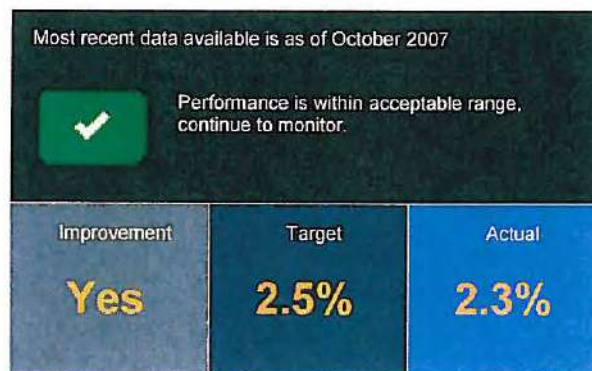 Most recent data available is as of October 2007
Performance is within acceptable range,
continue to monitor.
Improvement
Target
Actual
Yes
2.5%
2.3%